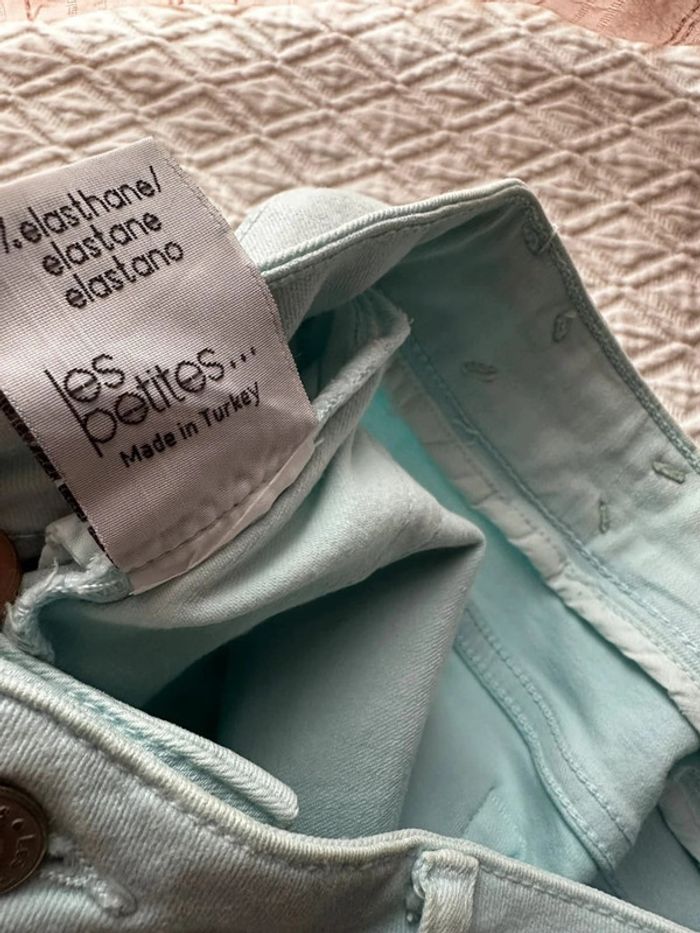 %.elasthane/
elastane
elastano
les
petites...
Made in Turkey